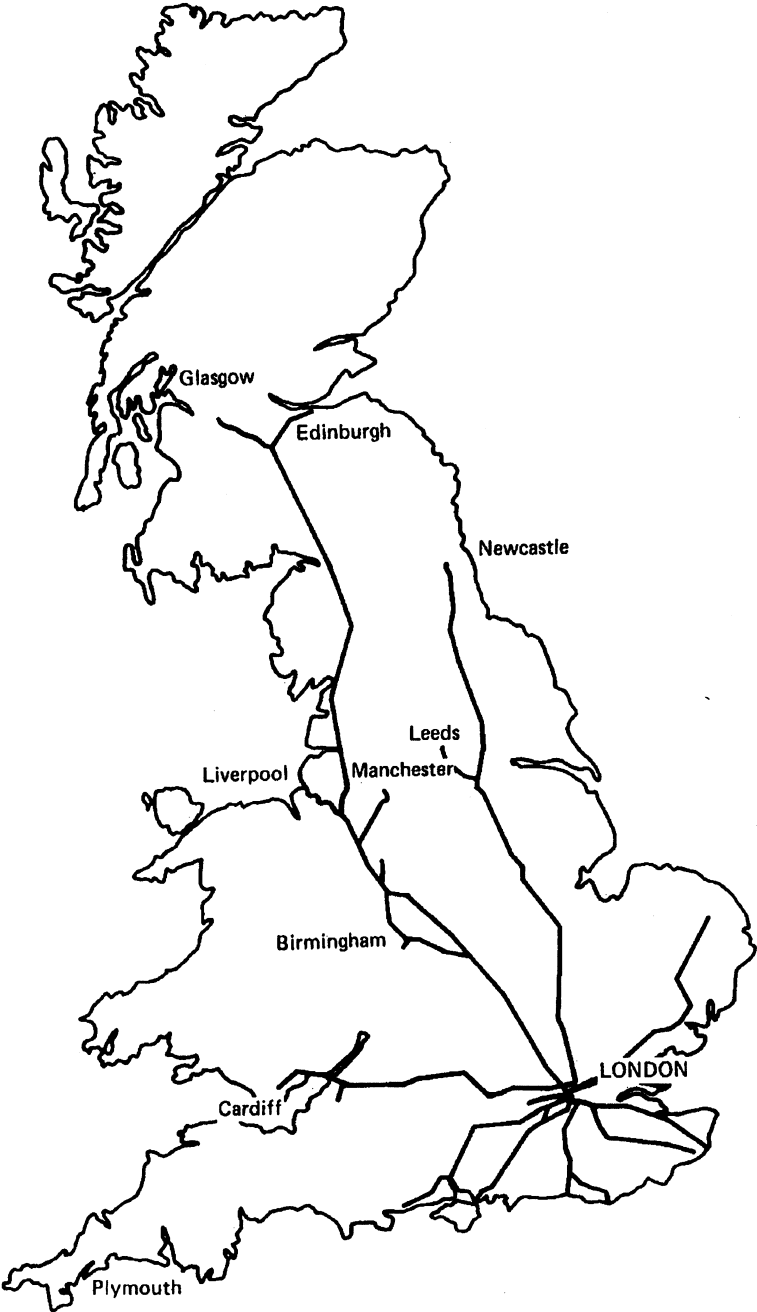 Glasgow
Edinburgh
Newcastle
Leeds
Liverpool
Manchester
Birmingham
LONDON
Cardiff
Plymouth